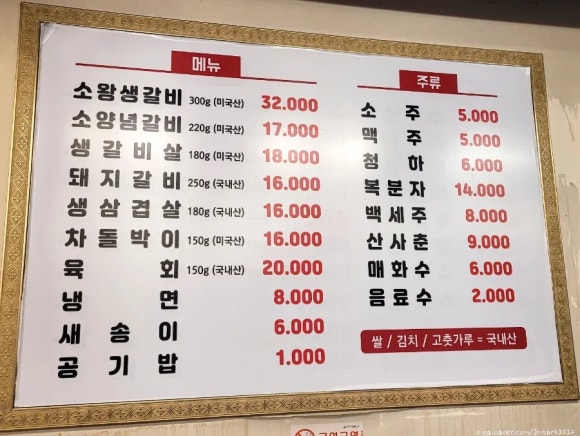 메뉴
소왕생갈비 300g (미국산) 32.000
소양념갈비 220g (미국산) 17.000
생갈비살 180g (미국산) 18.000
돼지갈비 250g (국내산) 16.000
생삼겹살 180g (국내산) 16.000
차돌박이 150g (미국산) 16.000
육회 150g (국내산) 20.000
냉면 8.000
새송이 6.000
공기밥 1.000
주류
소주 5.000
맥주 5.000
청하 6.000
복분자 14.000
백세주 8.000
산사춘 9.000
매화수 6.000
음료수 2.000
쌀 / 김치 / 고춧가루 = 국내산